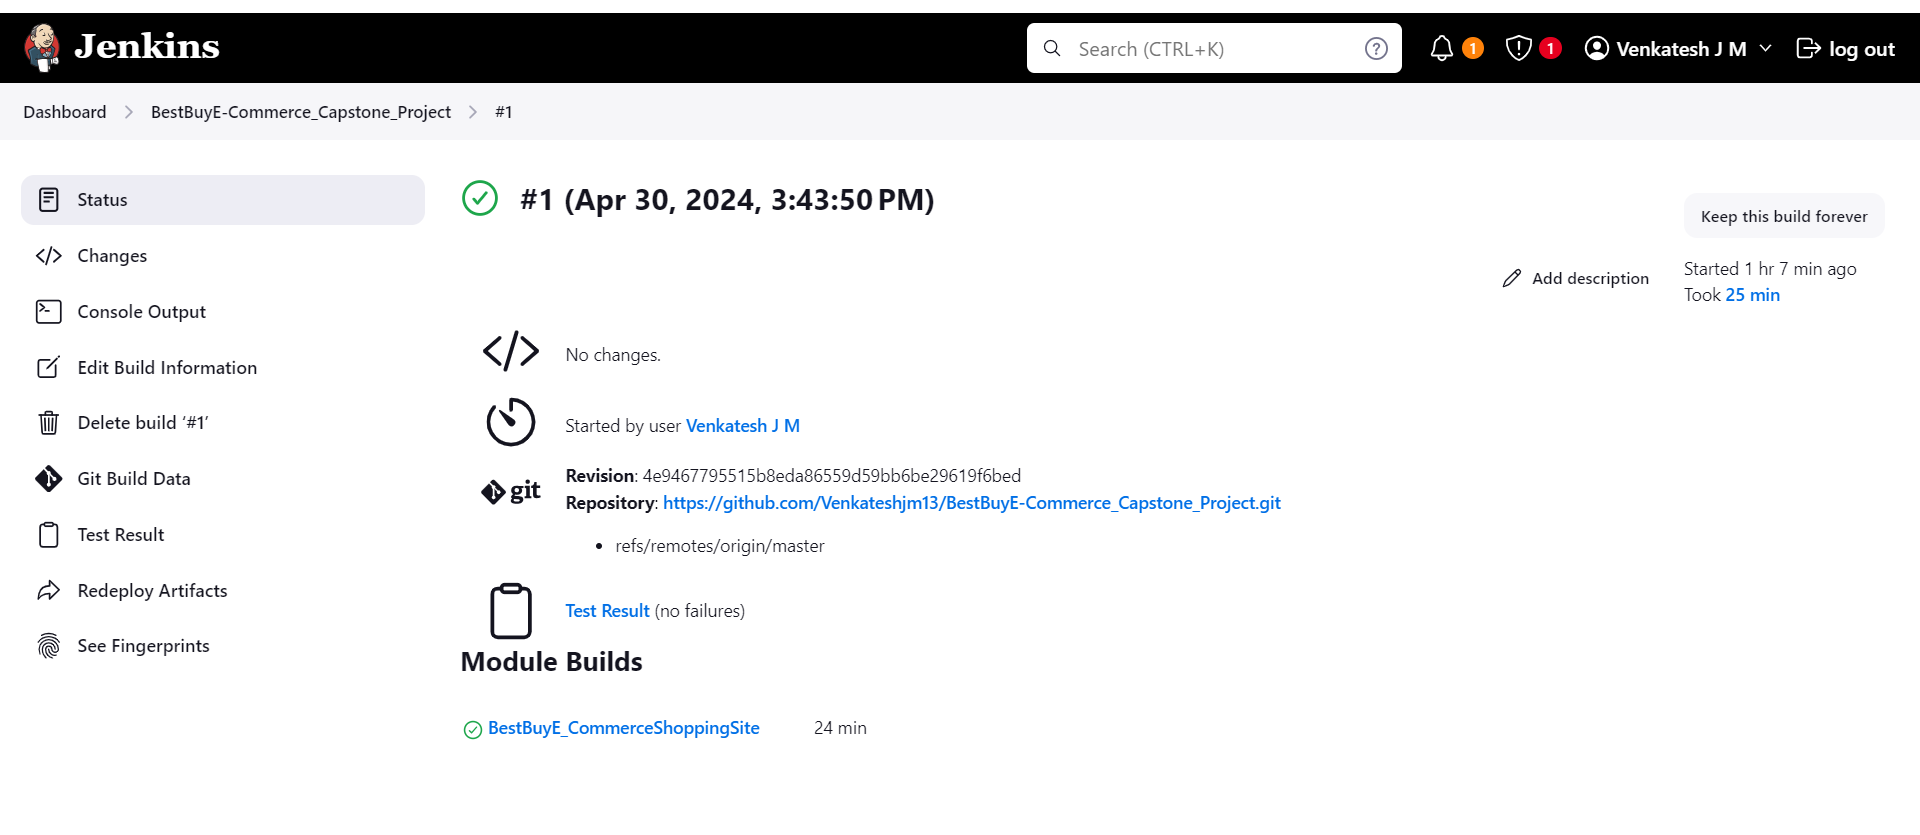 Jenkins
Search (CTRL+K)
1
1
Venkatesh J M
log out
Dashboard
BestBuyE-Commerce_Capstone_Project
#1
Status
Changes
Console Output
Edit Build Information
Delete build ‘#1’
Git Build Data
Test Result
Redeploy Artifacts
See Fingerprints
#1 (Apr 30, 2024, 3:43:50 PM)
Keep this build forever
Add description
Started 1 hr 7 min ago
Took 25 min
No changes.
Started by user Venkatesh J M
git
Revision: 4e9467795515b8eda86559d59bb6be29619f6bed
Repository: https://github.com/Venkateshjm13/BestBuyE-Commerce_Capstone_Project.git
• refs/remotes/origin/master
Test Result (no failures)
Module Builds
BestBuyE_CommerceShoppingSite 24 min